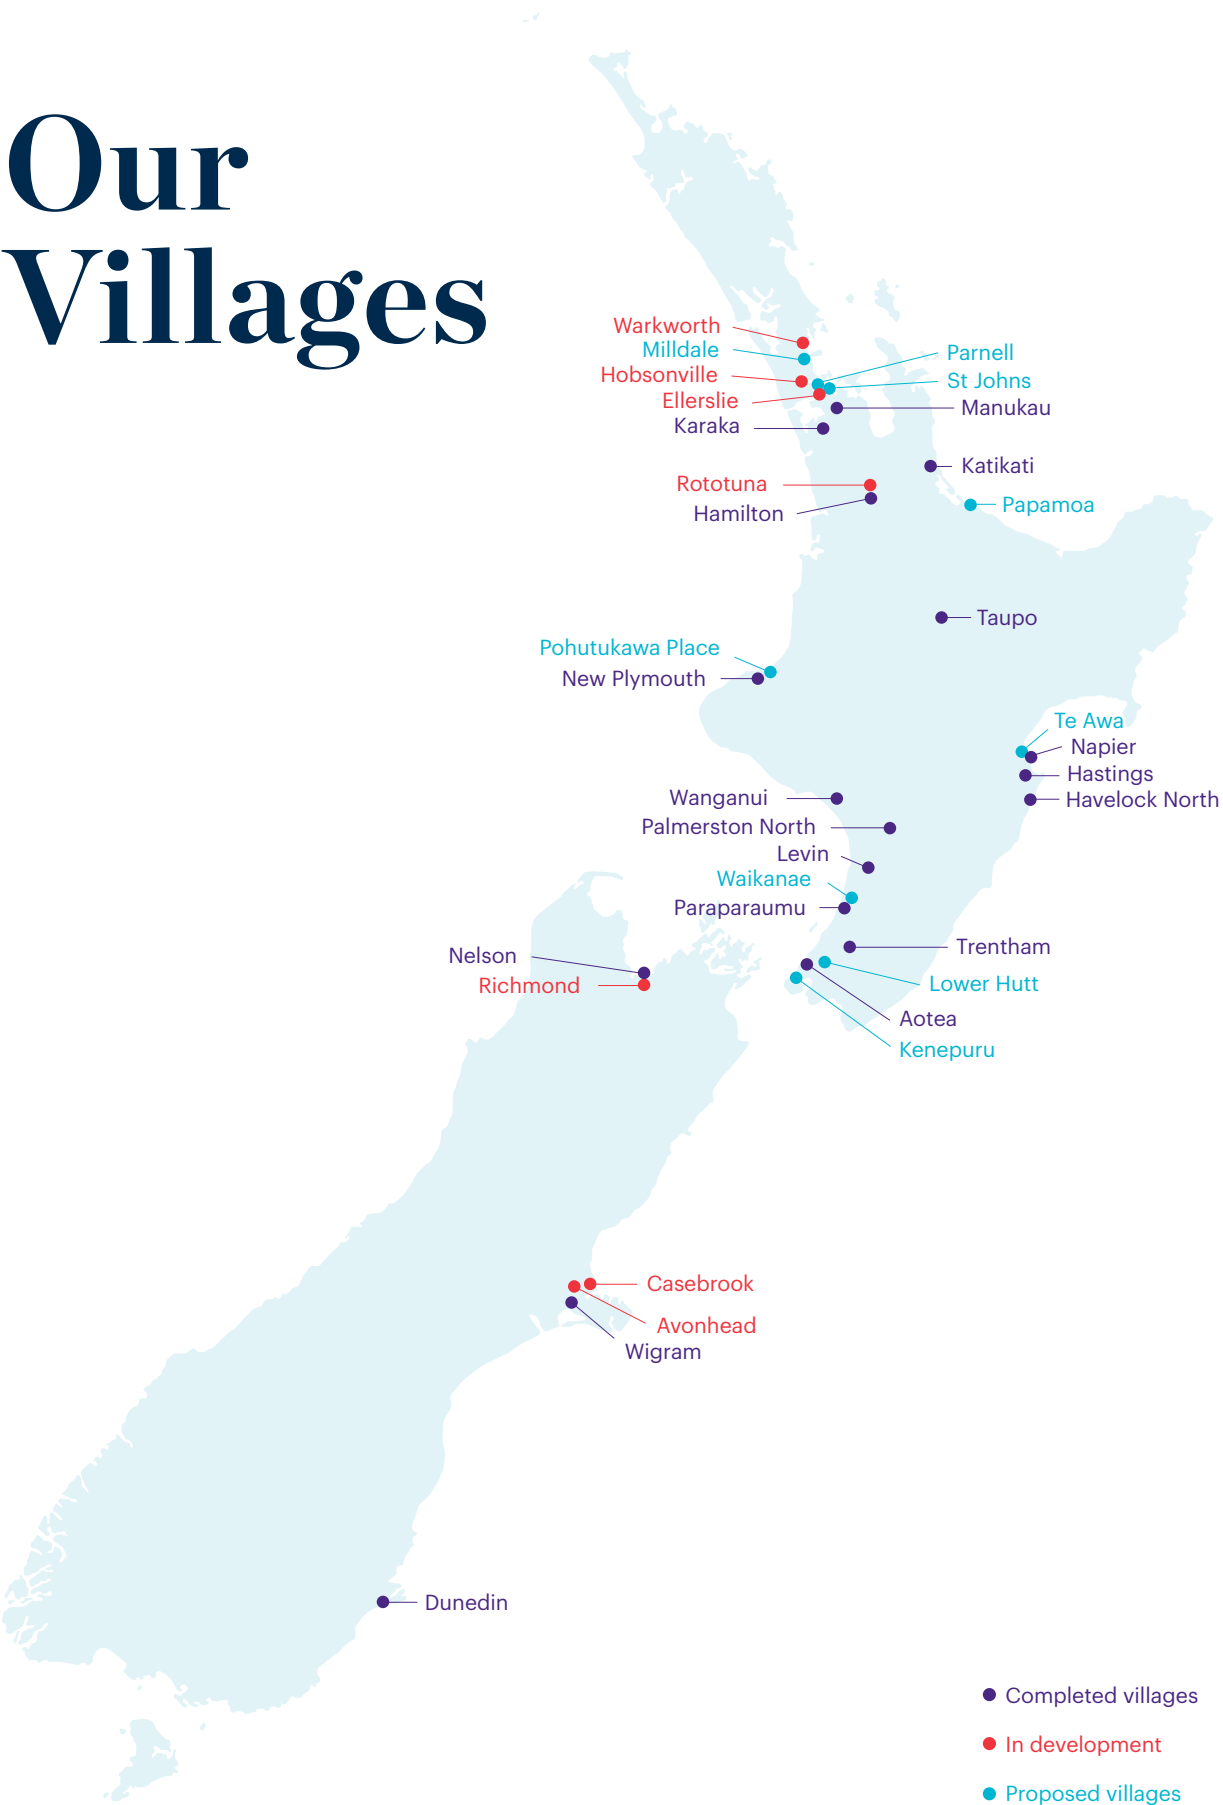 Our
Villages
Warkworth
Milldale
Hobsonville
Ellerslie
Karaka
Parnell
St Johns
Manukau
Katikati
Rototuna
Hamilton
Papamoa
Taupo
Pohutukawa Place
New Plymouth
Te Awa
Napier
Hastings
Havelock North
Wanganui
Palmerston North
Levin
Waikanae
Paraparaumu
Trentham
Lower Hutt
Aotea
Kenepuru
Nelson
Richmond
Casebrook
Avonhead
Wigram
Dunedin
Completed villages
In development
Proposed villages